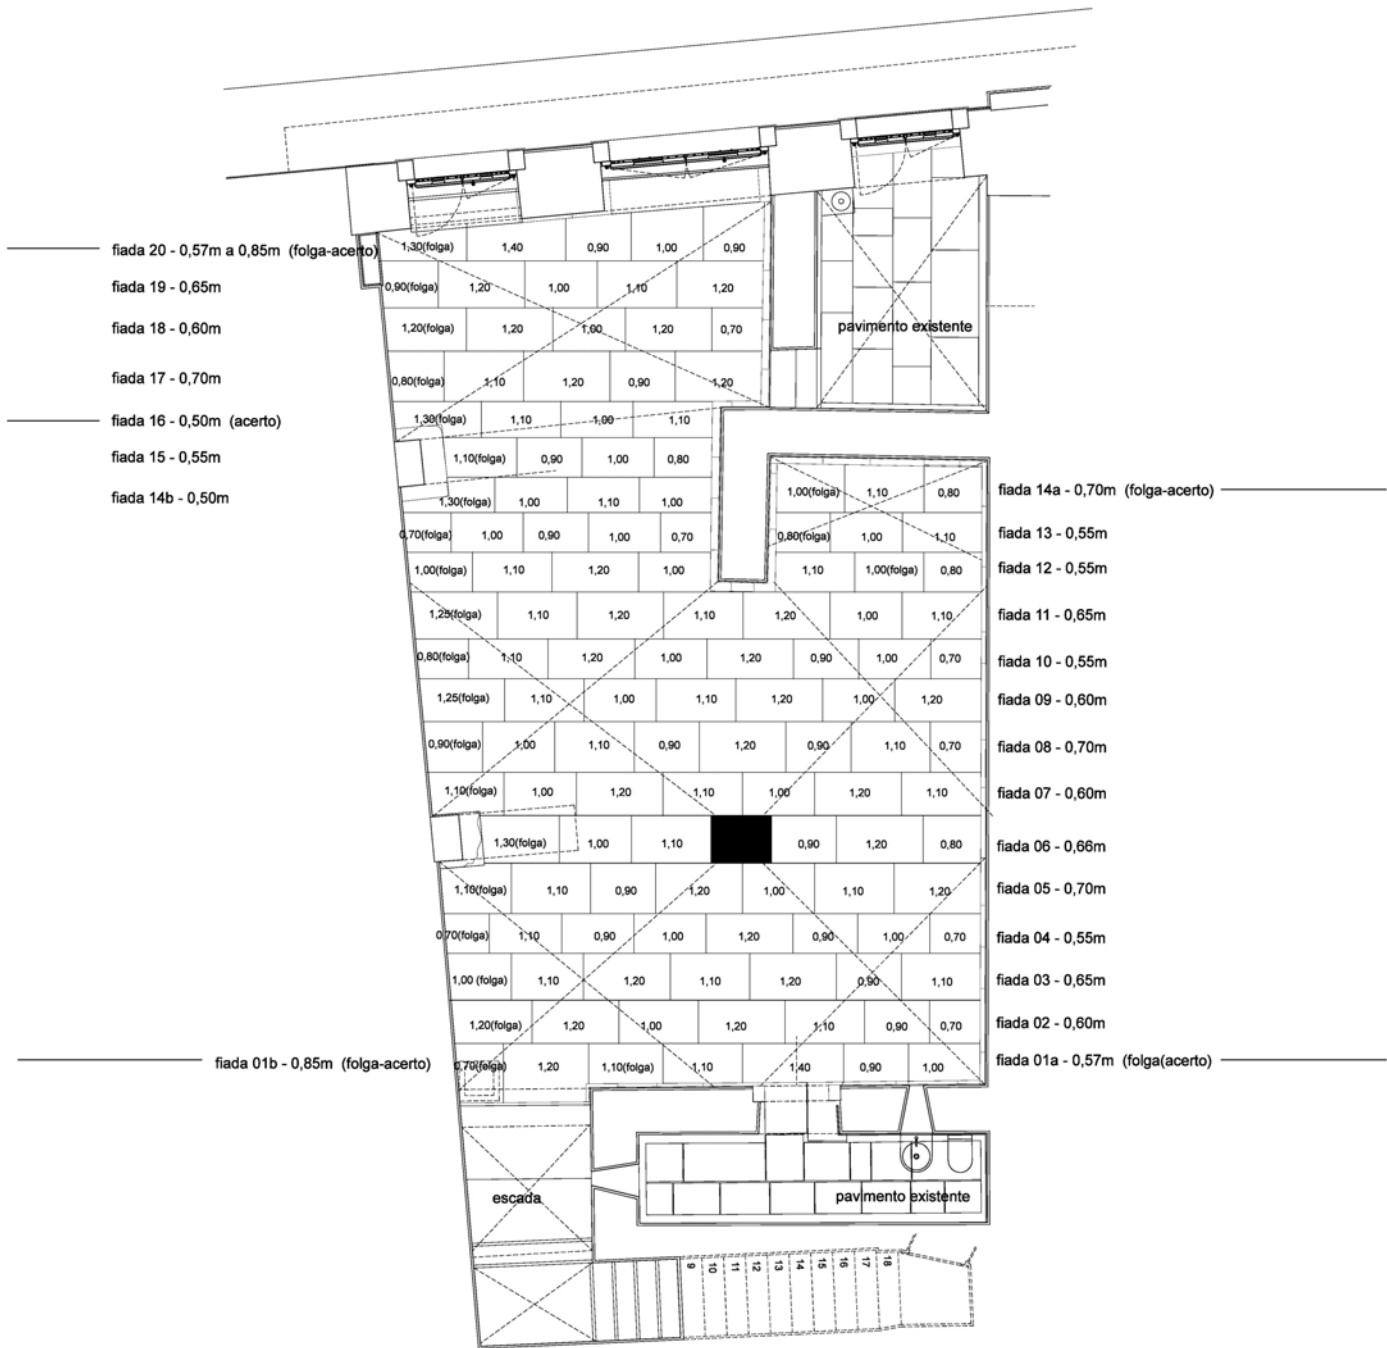 fiada 20 - 0,57m a 0,85m (folga-acerto) 1,30(folga) 1,40 0,90 1,00 0,90
fiada 19 - 0,65m 0,90(folga) 1,20 1,00 1,10 1,20
fiada 18 - 0,60m 1,20(folga) 1,20 1,00 1,20 0,70 pavimento existente
fiada 17 - 0,70m 0,80(folga) 1,10 1,20 0,90 1,20
fiada 16 - 0,50m (acerto) 1,30(folga) 1,10 1,00 1,10
fiada 15 - 0,55m 1,10(folga) 0,90 1,00 0,80
fiada 14b - 0,50m 1,30(folga) 1,00 1,10 1,00
1,00(folga) 1,10 0,80 fiada 14a - 0,70m (folga-acerto)
0,70(folga) 1,00 0,90 1,00 0,70 0,80(folga) 1,00 1,10 fiada 13 - 0,55m
1,00(folga) 1,10 1,20 1,00 1,10 1,00(folga) 0,80 fiada 12 - 0,55m
1,25(folga) 1,10 1,20 1,10 1,20 1,00 1,10 fiada 11 - 0,65m
0,80(folga) 1,10 1,20 1,00 1,20 0,90 1,00 0,70 fiada 10 - 0,55m
1,25(folga) 1,10 1,00 1,10 1,20 1,00 1,20 fiada 09 - 0,60m
0,90(folga) 1,00 1,10 0,90 1,20 0,90 1,10 0,70 fiada 08 - 0,70m
1,10(folga) 1,00 1,20 1,10 1,00 1,20 1,10 fiada 07 - 0,60m
1,30(folga) 1,00 1,10 0,90 1,20 0,80 fiada 06 - 0,66m
1,10(folga) 1,10 0,90 1,20 1,00 1,10 1,20 fiada 05 - 0,70m
0,70(folga) 1,10 0,90 1,00 1,20 0,90 1,00 0,70 fiada 04 - 0,55m
1,00 (folga) 1,10 1,20 1,10 1,20 0,90 1,10 fiada 03 - 0,65m
1,20(folga) 1,20 1,00 1,20 1,10 0,90 0,70 fiada 02 - 0,60m
fiada 01b - 0,85m (folga-acerto) 0,70(folga) 1,20 1,10(folga) 1,10 1,40 0,90 1,00 fiada 01a - 0,57m (folga(acerto)
escada pavimento existente
9 10 11 12 13 14 15 16 17 18